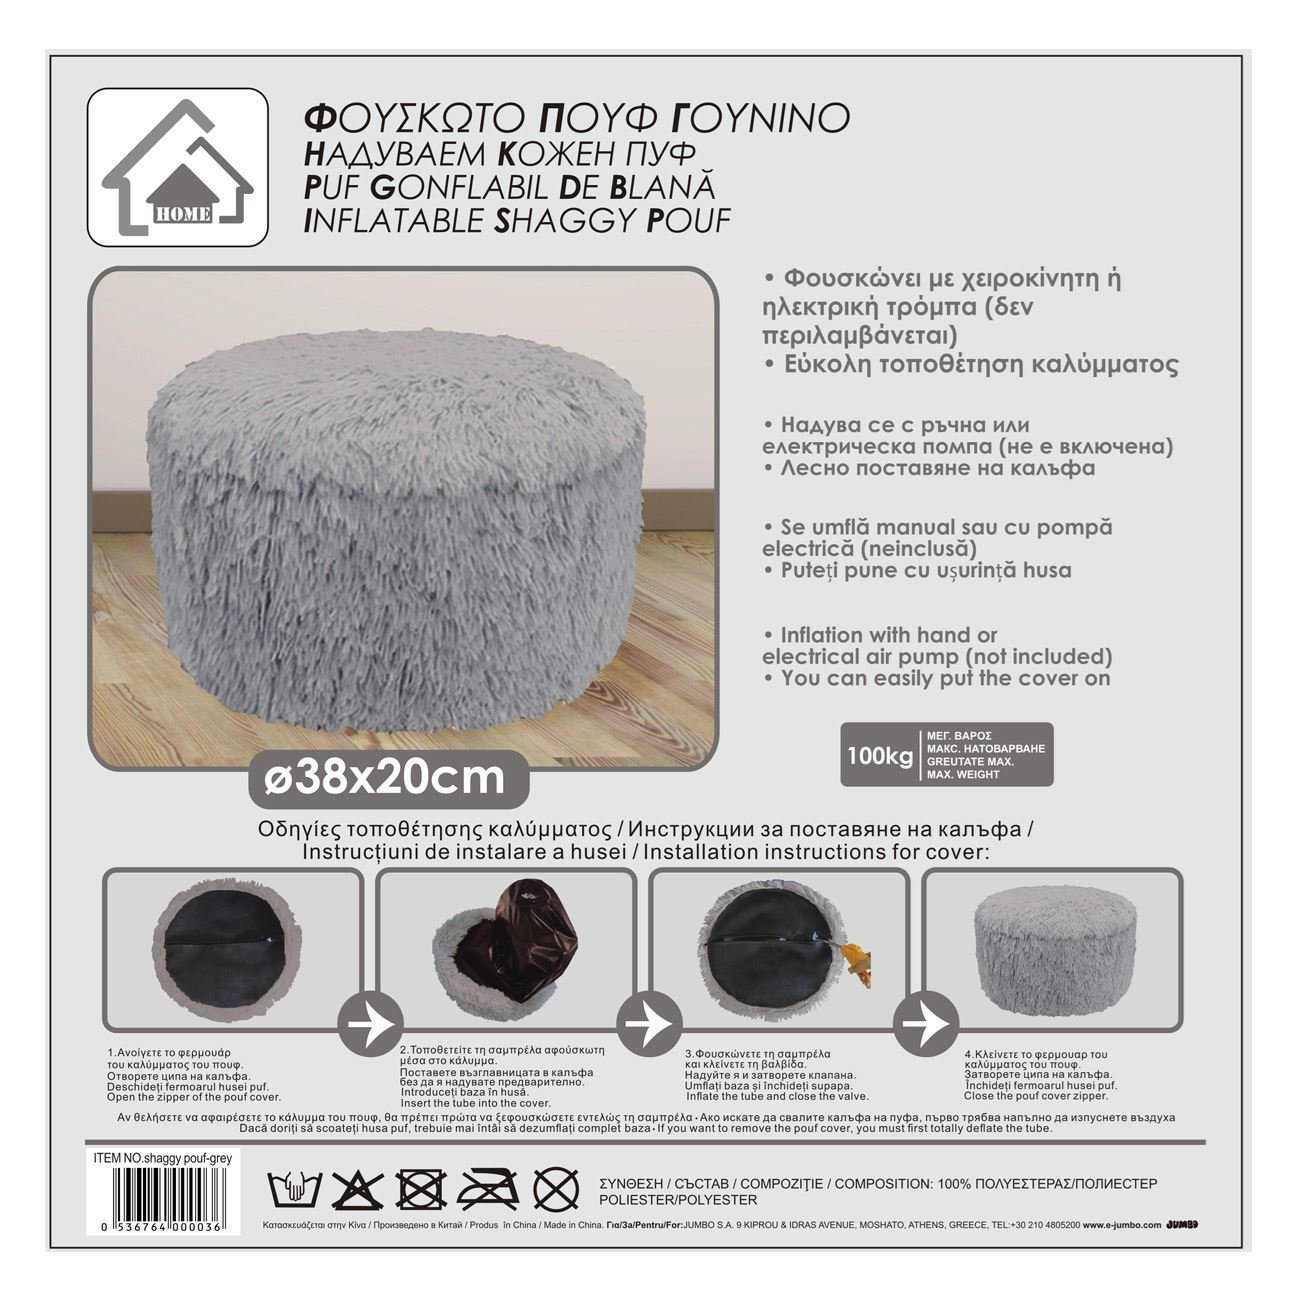 HOME
ΦΟΥΣΚΩΤΟ ΠΟΥΦ ΓΟΥΝΙΝΟ
НАДУВАЕМ КОЖЕН ПУФ
PUF GONFLABIL DE BLANĂ
INFLATABLE SHAGGY POUF
• Φουσκώνει με χειροκίνητη ή
ηλεκτρική τρόμπα (δεν
περιλαμβάνεται)
• Εύκολη τοποθέτηση καλύμματος
• Надува се с ръчна или
електрическа помпа (не е включена)
• Лесно поставяне на калъфа
• Se umflă manual sau cu pompă
electrică (neinclusă)
• Puteți pune cu ușurință husa
• Inflation with hand or
electrical air pump (not included)
• You can easily put the cover on
100kg
ΜΕΓ. ΒΑΡΟΣ
МАКС. НАТОВАРВАНЕ
GREUTATE MAX.
MAX. WEIGHT
ø38x20cm
Οδηγίες τοποθέτησης καλύμματος / Инструкции за поставяне на калъфа /
Instrucțiuni de instalare a husei / Installation instructions for cover:
1.Ανοίγετε το φερμουάρ
του καλύμματος του πουφ.
Отворете ципа на калъфа.
Deschideți fermoarul husei puf.
Open the zipper of the pouf cover.
2.Τοποθετείτε τη σαμπρέλα αφούσκωτη
μέσα στο κάλυμμα.
Поставете възглавницата в калъфа
без да я надувате предварително.
Introduceți baza în husă.
Insert the tube into the cover.
3.Φουσκώνετε τη σαμπρέλα
και κλείνετε τη βαλβίδα.
Надуйте я и затворете клапана.
Umflați baza și închideți supapa.
Inflate the tube and close the valve.
4.Κλείνετε το φερμουαρ του
καλύμματος του πουφ.
Затворете ципа на калъфа.
Închideți fermoarul husei puf.
Close the pouf cover zipper.
Αν θελήσετε να αφαιρέσετε το κάλυμμα του πουφ, θα πρέπει πρώτα να ξεφουσκώσετε εντελώς τη σαμπρέλα • Ако искате да свалите калъфа на пуфа, първо трябва напълно да изпуснете въздуха
Dacă doriți să scoateți husa puf, trebuie mai întâi să dezumflați complet baza • If you want to remove the pouf cover, you must first totally deflate the tube.
ITEM NO.shaggy pouf-grey
0 536764 000036
ΣΥΝΘΕΣΗ / СЪСТАВ / COMPOZIŢIE / COMPOSITION: 100% ΠΟΛΥΕΣΤΕΡΑΣ/ПОЛИЕСТЕР
POLIESTER/POLYESTER
Κατασκευάζεται στην Κίνα / Произведено в Китай / Produs în China / Made in China. Για/За/Pentru/For:JUMBO S.A. 9 KIPROU & IDRAS AVENUE, MOSHATO, ATHENS, GREECE, TEL:+30 210 4805200 www.e-jumbo.com JUMBO